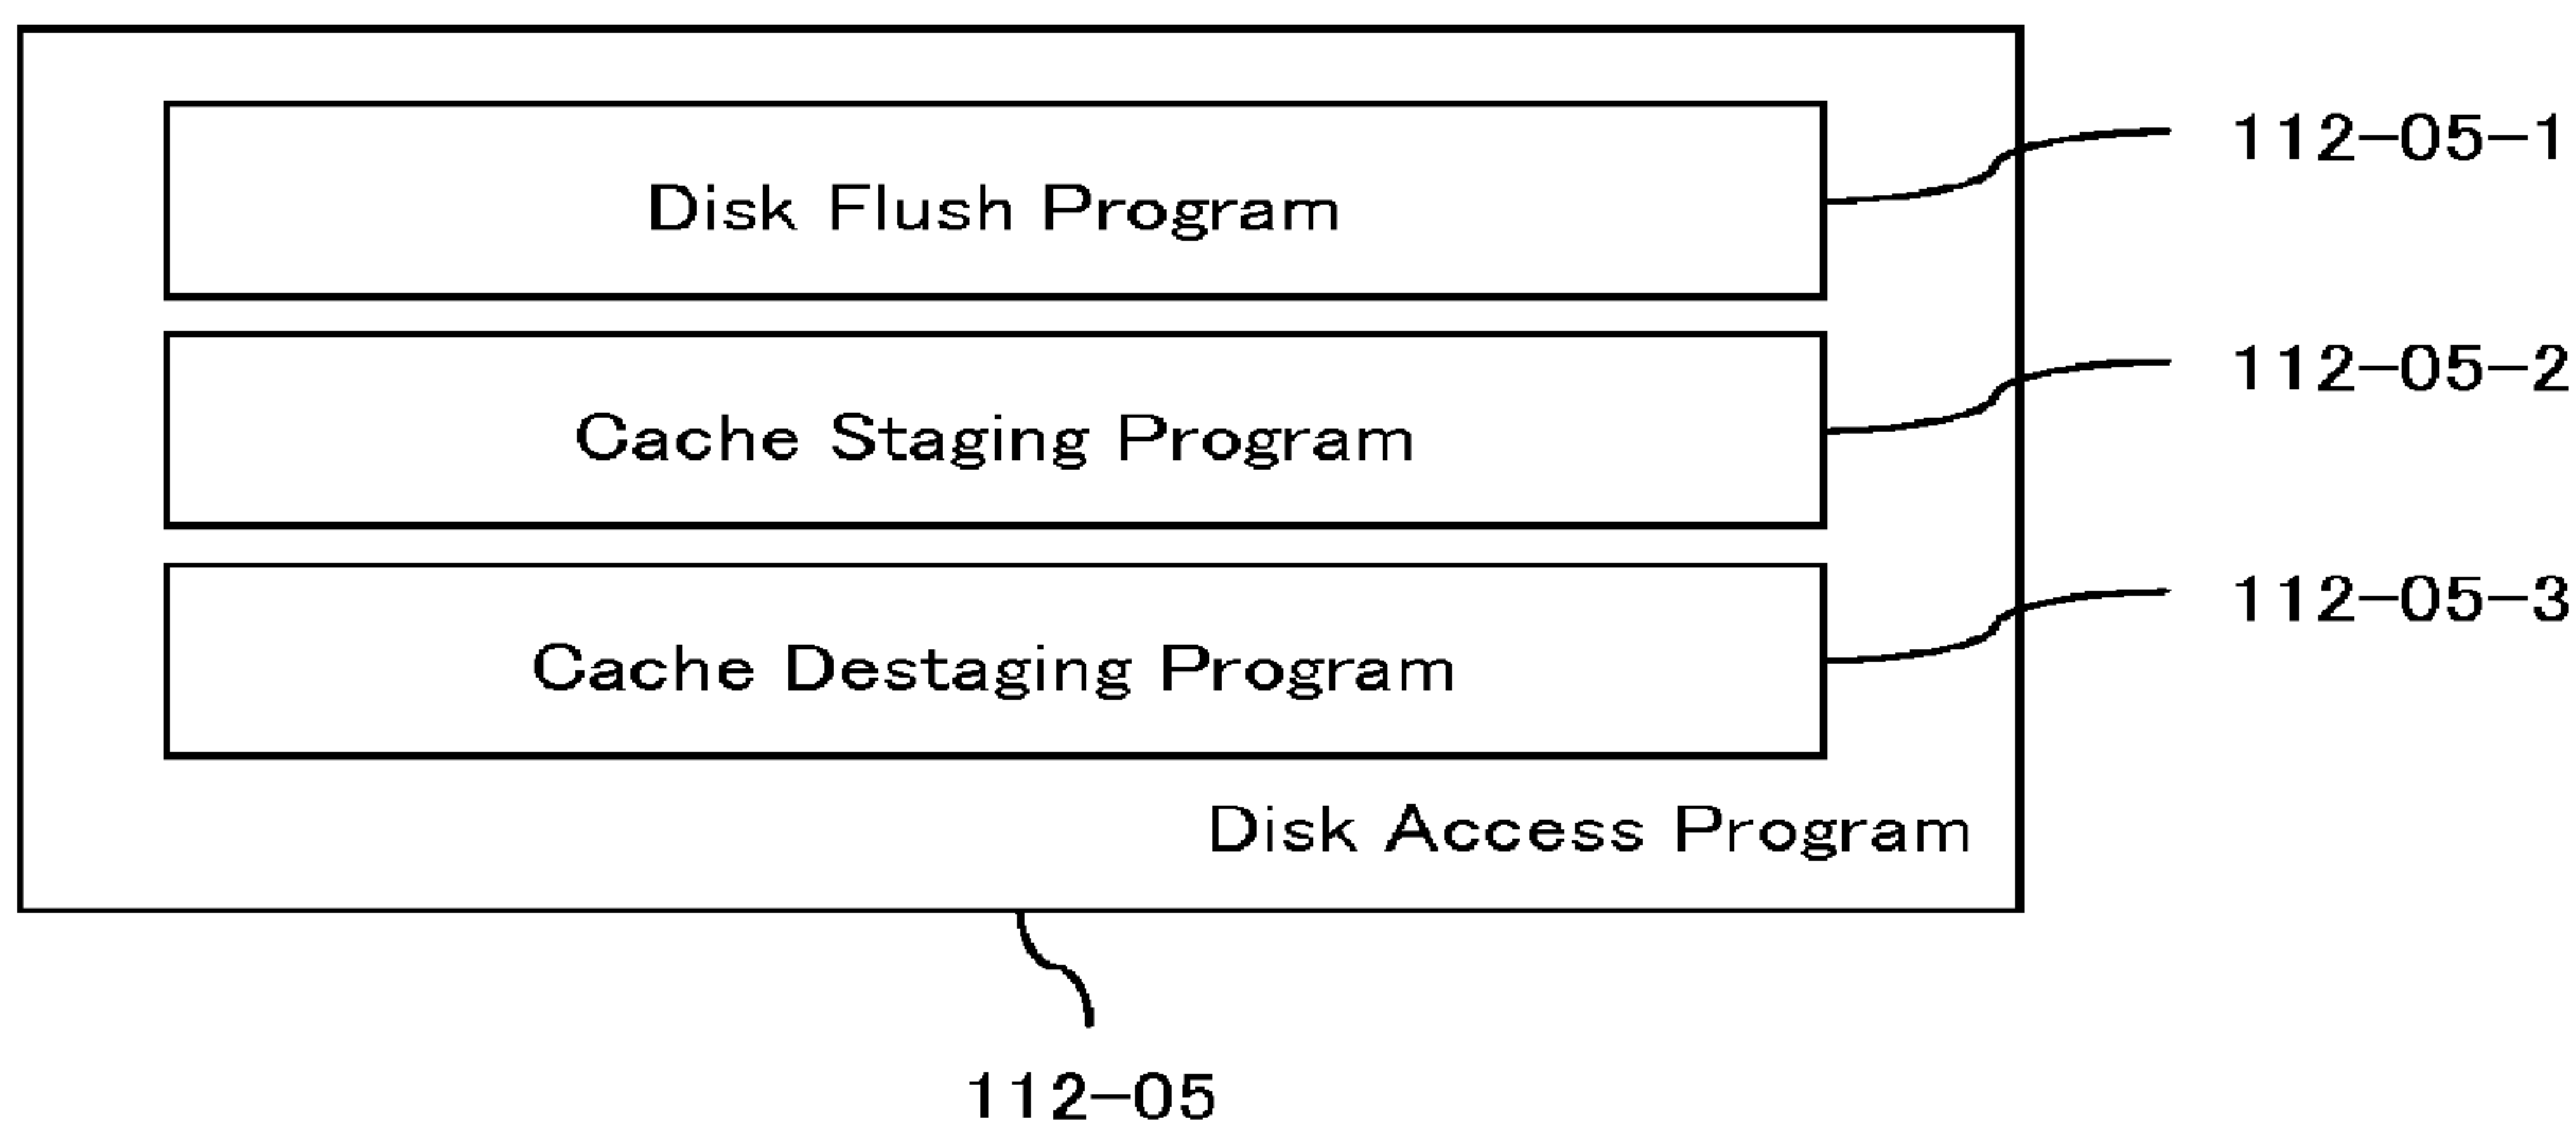 Disk Flush Program
112-05-1
Cache Staging Program
112-05-2
Cache Destaging Program
112-05-3
Disk Access Program
112-05